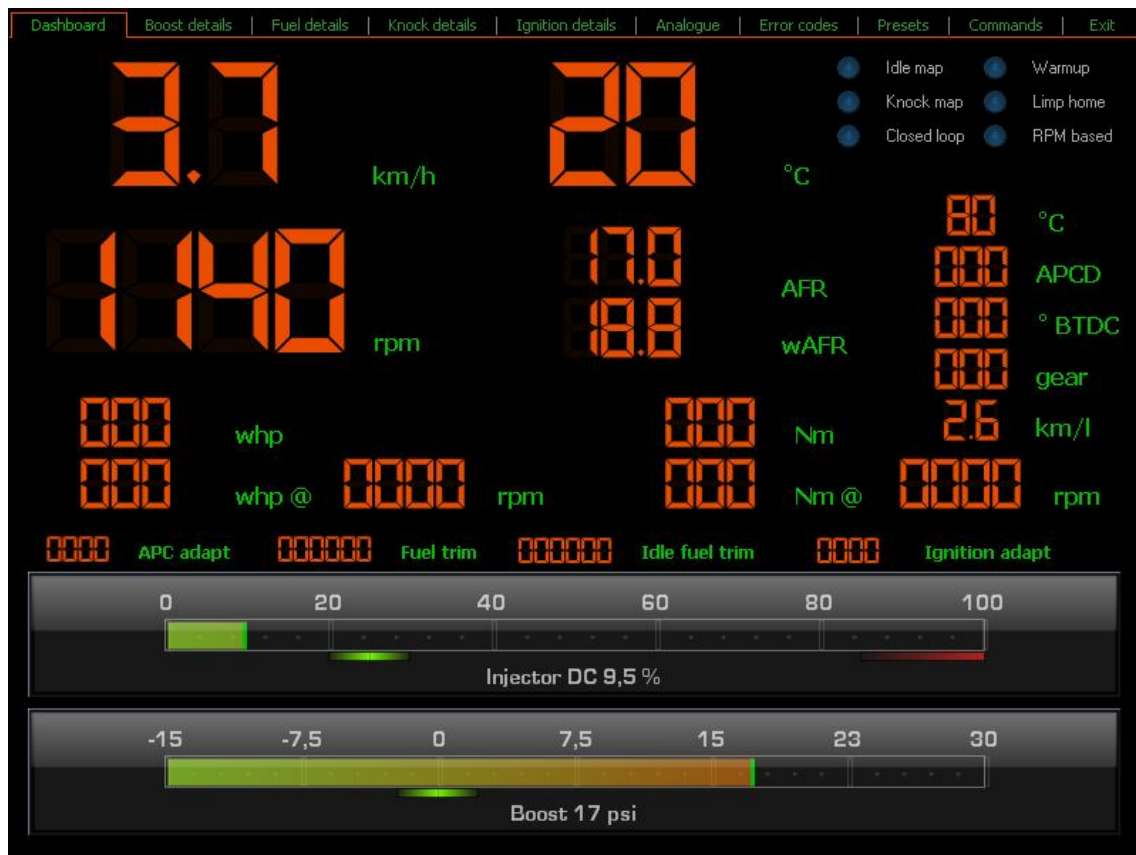 Dashboard Boost details Fuel details Knock details Ignition details Analogue Error codes Presets Commands Exit
3.7 km/h 20 °C
Idle map Warmup
Knock map Limp home
Closed loop RPM based
80 °C
1140 rpm 17.0 AFR 000 APCD
18.8 wAFR 000 ° BTDC
000 gear
000 whp 000 Nm 2.6 km/l
000 whp @ 0000 rpm 000 Nm @ 0000 rpm
0000 APC adapt 000000 Fuel trim 000000 Idle fuel trim 0000 Ignition adapt
0 20 40 60 80 100
Injector DC 9,5 %
-15 -7,5 0 7,5 15 23 30
Boost 17 psi